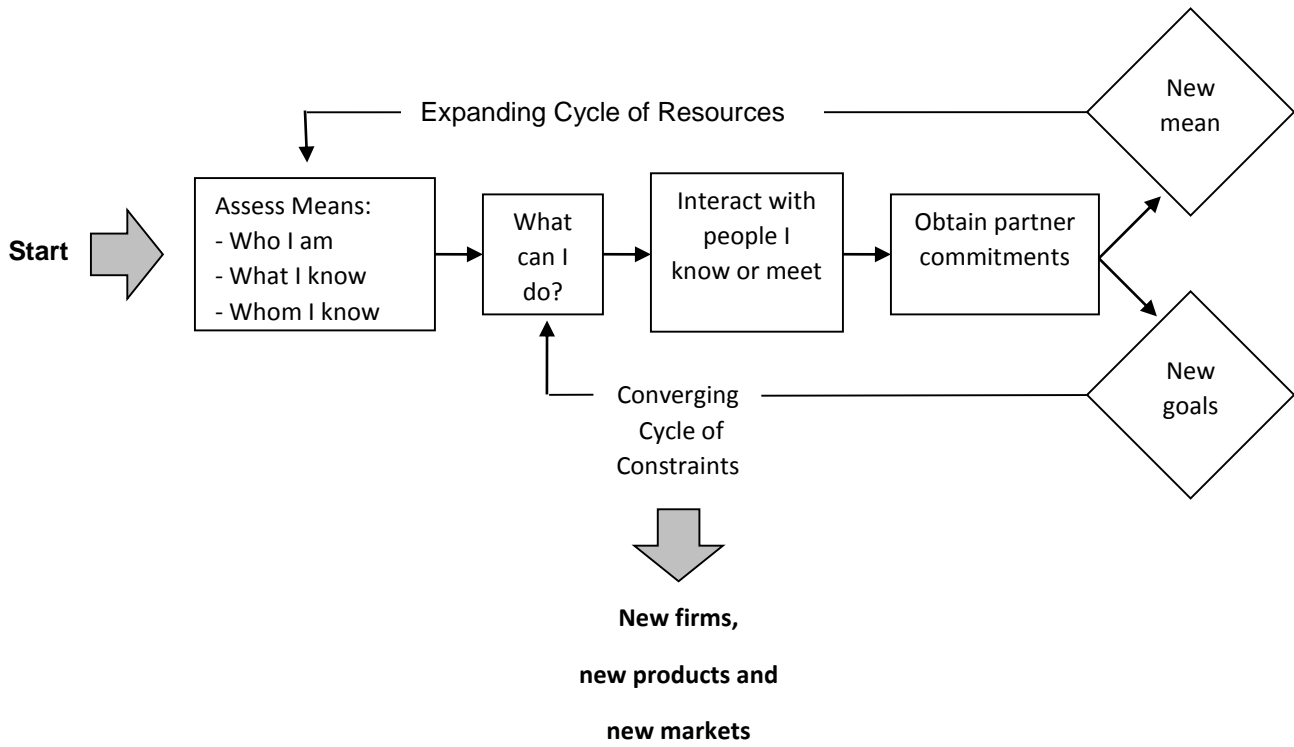 New
mean
Expanding Cycle of Resources
Start
Assess Means:
- Who I am
- What I know
- Whom I know
What
can I
do?
Interact with
people I
know or meet
Obtain partner
commitments
New
goals
Converging
Cycle of
Constraints
New firms,
new products and
new markets